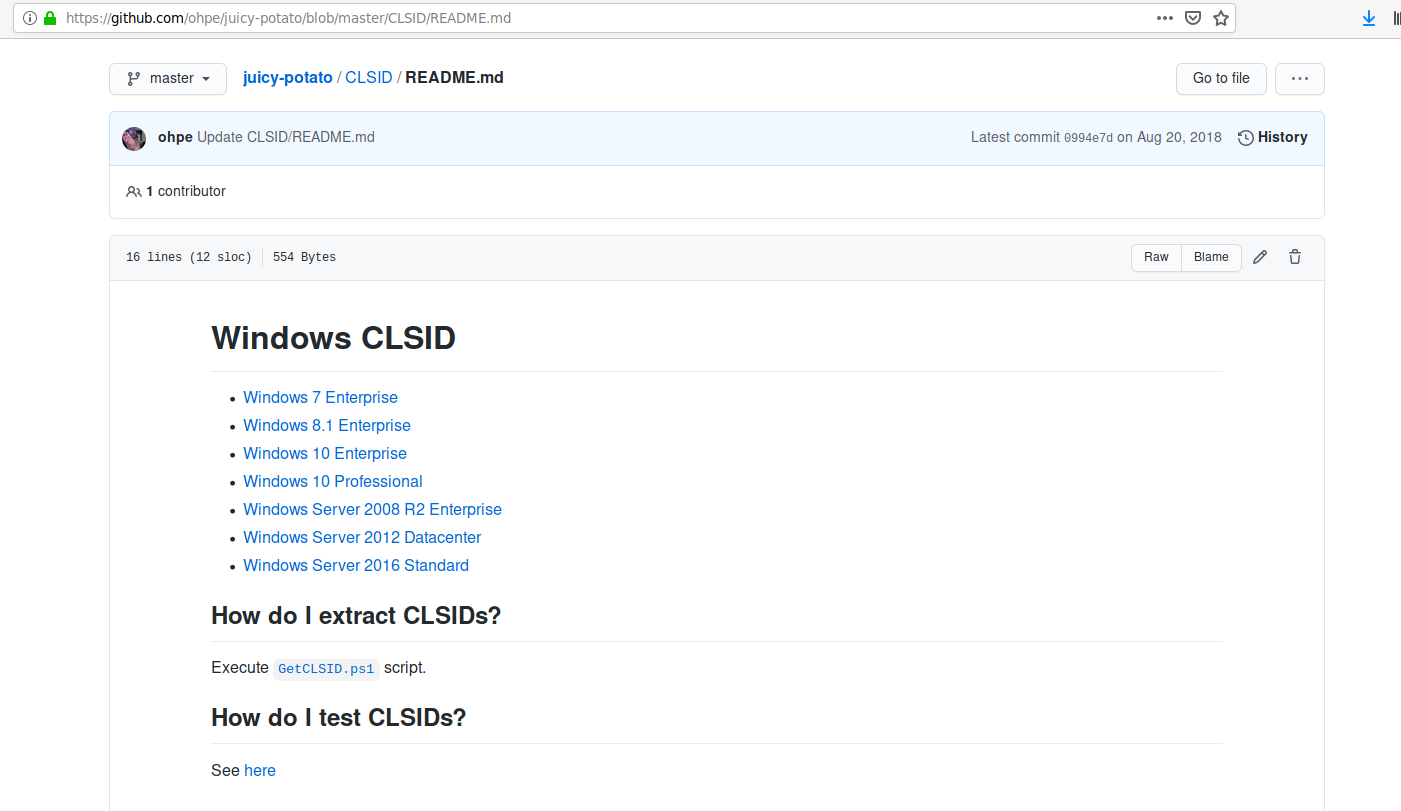 https://github.com/ohpe/juicy-potato/blob/master/CLSID/README.md
master juicy-potato / CLSID / README.md Go to file
ohpe Update CLSID/README.md Latest commit 0994e7d on Aug 20, 2018 History
1 contributor
16 lines (12 sloc) 554 Bytes Raw Blame
Windows CLSID
• Windows 7 Enterprise
• Windows 8.1 Enterprise
• Windows 10 Enterprise
• Windows 10 Professional
• Windows Server 2008 R2 Enterprise
• Windows Server 2012 Datacenter
• Windows Server 2016 Standard
How do I extract CLSIDs?
Execute GetCLSID.ps1 script.
How do I test CLSIDs?
See here